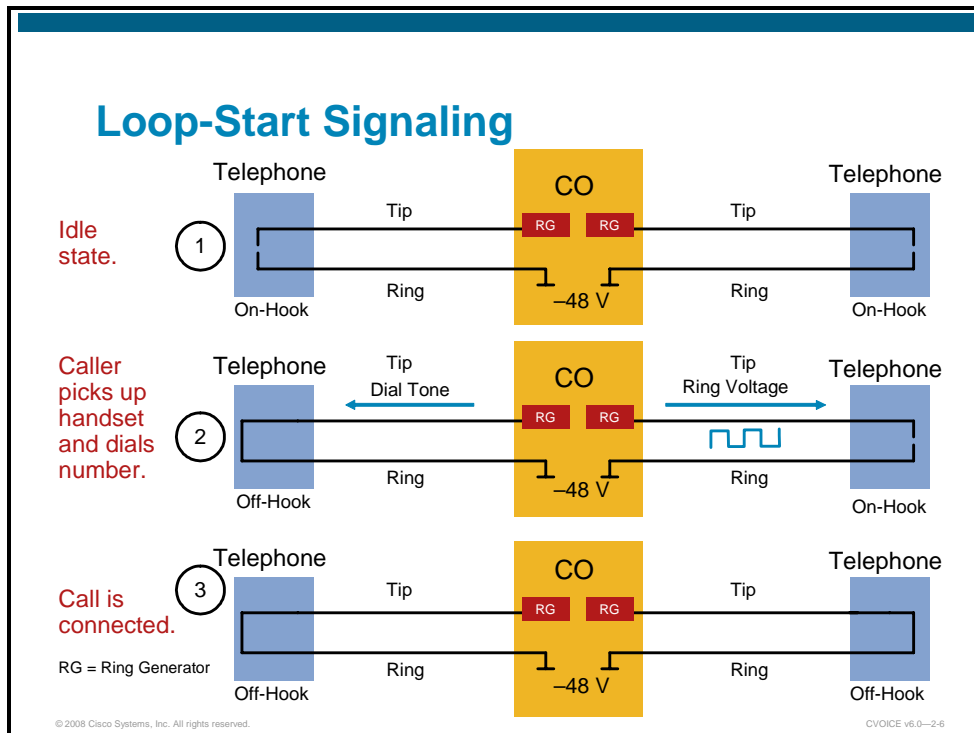 Loop-Start Signaling
Telephone
CO
Telephone
Tip
RG
RG
Tip
Idle
state.
1
Ring
–48 V
Ring
On-Hook
On-Hook
Caller
picks up
handset
and dials
number.
Telephone
Tip
CO
Tip
Telephone
Dial Tone
Ring Voltage
RG
RG
2
Ring
–48 V
Ring
Off-Hook
On-Hook
Telephone
CO
Telephone
3
Tip
RG
RG
Tip
Call is
connected.
RG = Ring Generator
Ring
–48 V
Ring
Off-Hook
Off-Hook
© 2008 Cisco Systems, Inc. All rights reserved.
CVOICE v6.0—2-6